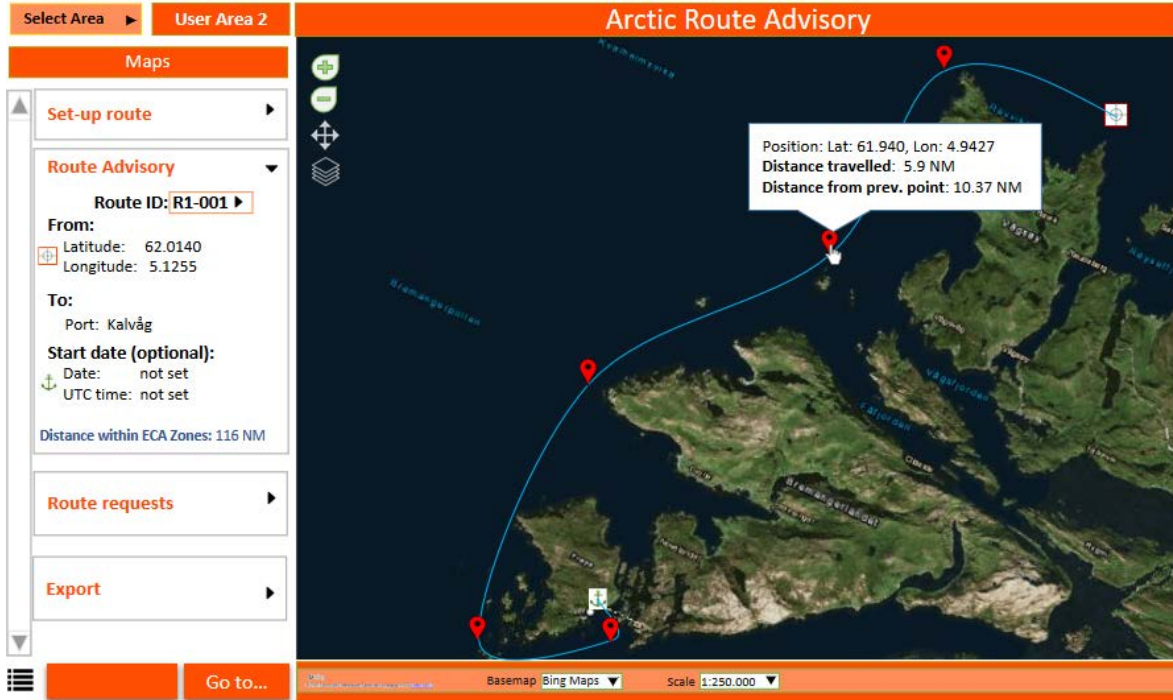 Select Area
User Area 2
Arctic Route Advisory
Maps
Set-up route
Route Advisory
Route ID: R1-001
From:
Latitude: 62.0140
Longitude: 5.1255
To:
Port: Kalvåg
Start date (optional):
Date: not set
UTC time: not set
Distance within ECA Zones: 116 NM
Route requests
Export
Go to...
Position: Lat: 61.940, Lon: 4.9427
Distance travelled: 5.9 NM
Distance from prev. point: 10.37 NM
Vågsfjorden
Bremangerlandet
Basemap Bing Maps
Scale 1:250.000